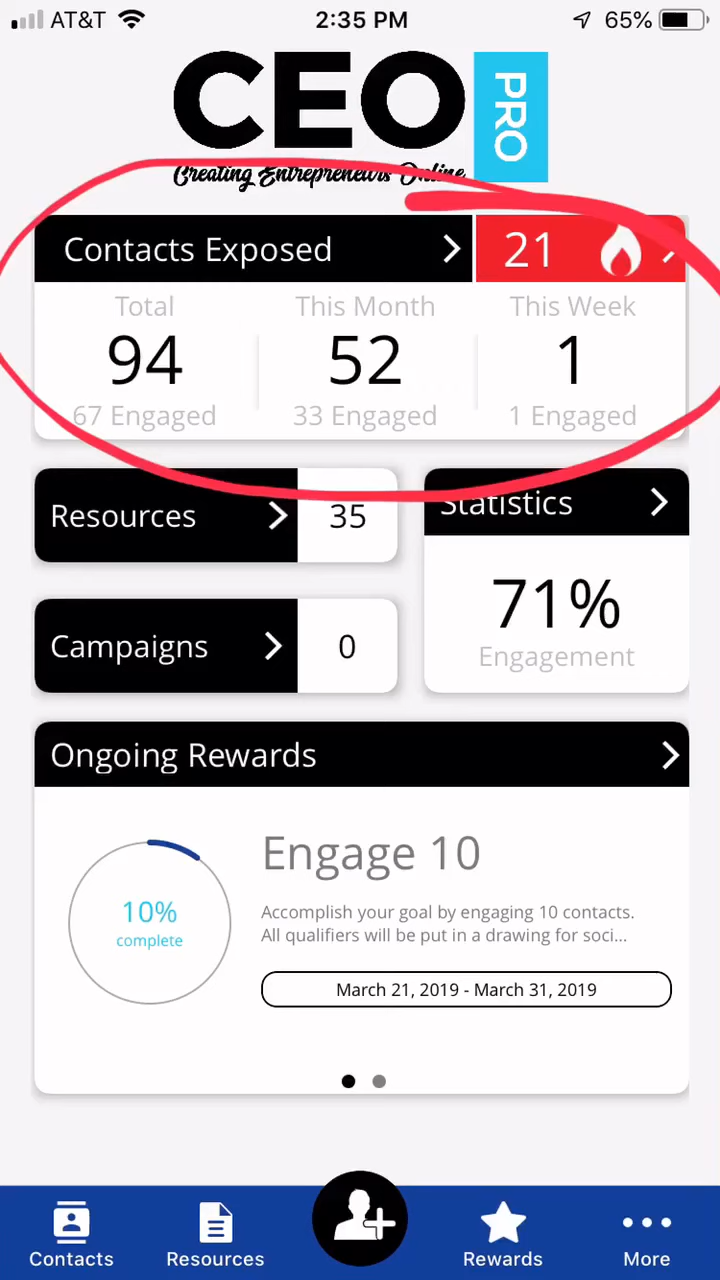 AT&T 2:35 PM 65%
CEO PRO
Creating Entrepreneurs Online
Contacts Exposed 21
Total This Month This Week
94 52 1
67 Engaged 33 Engaged 1 Engaged
Resources 35
Statistics
71%
Engagement
Campaigns 0
Ongoing Rewards
Engage 10
10%
complete
Accomplish your goal by engaging 10 contacts.
All qualifiers will be put in a drawing for soci...
March 21, 2019 - March 31, 2019
Contacts Resources Rewards More